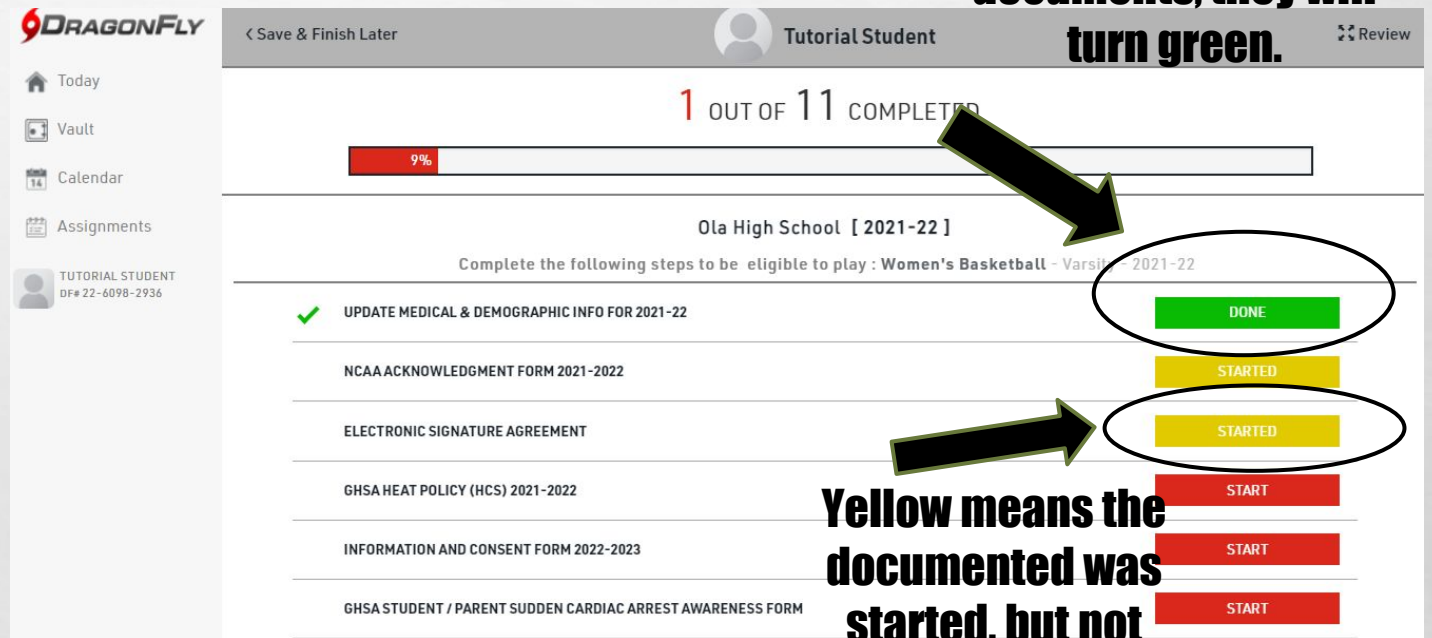 documents, they will
turn green.
DRAGONFLY
< Save & Finish Later
Tutorial Student
Review
Today
Vault
14
Calendar
Assignments
TUTORIAL STUDENT
DF# 22-6098-2936
1 OUT OF 11 COMPLETED
9%
Ola High School [ 2021-22 ]
Complete the following steps to be eligible to play : Women's Basketball - Varsity - 2021-22
UPDATE MEDICAL & DEMOGRAPHIC INFO FOR 2021-22 DONE
NCAA ACKNOWLEDGMENT FORM 2021-2022 STARTED
ELECTRONIC SIGNATURE AGREEMENT STARTED
GHSA HEAT POLICY (HCS) 2021-2022 START
INFORMATION AND CONSENT FORM 2022-2023 START
GHSA STUDENT / PARENT SUDDEN CARDIAC ARREST AWARENESS FORM START
Yellow means the
documented was
started, but not